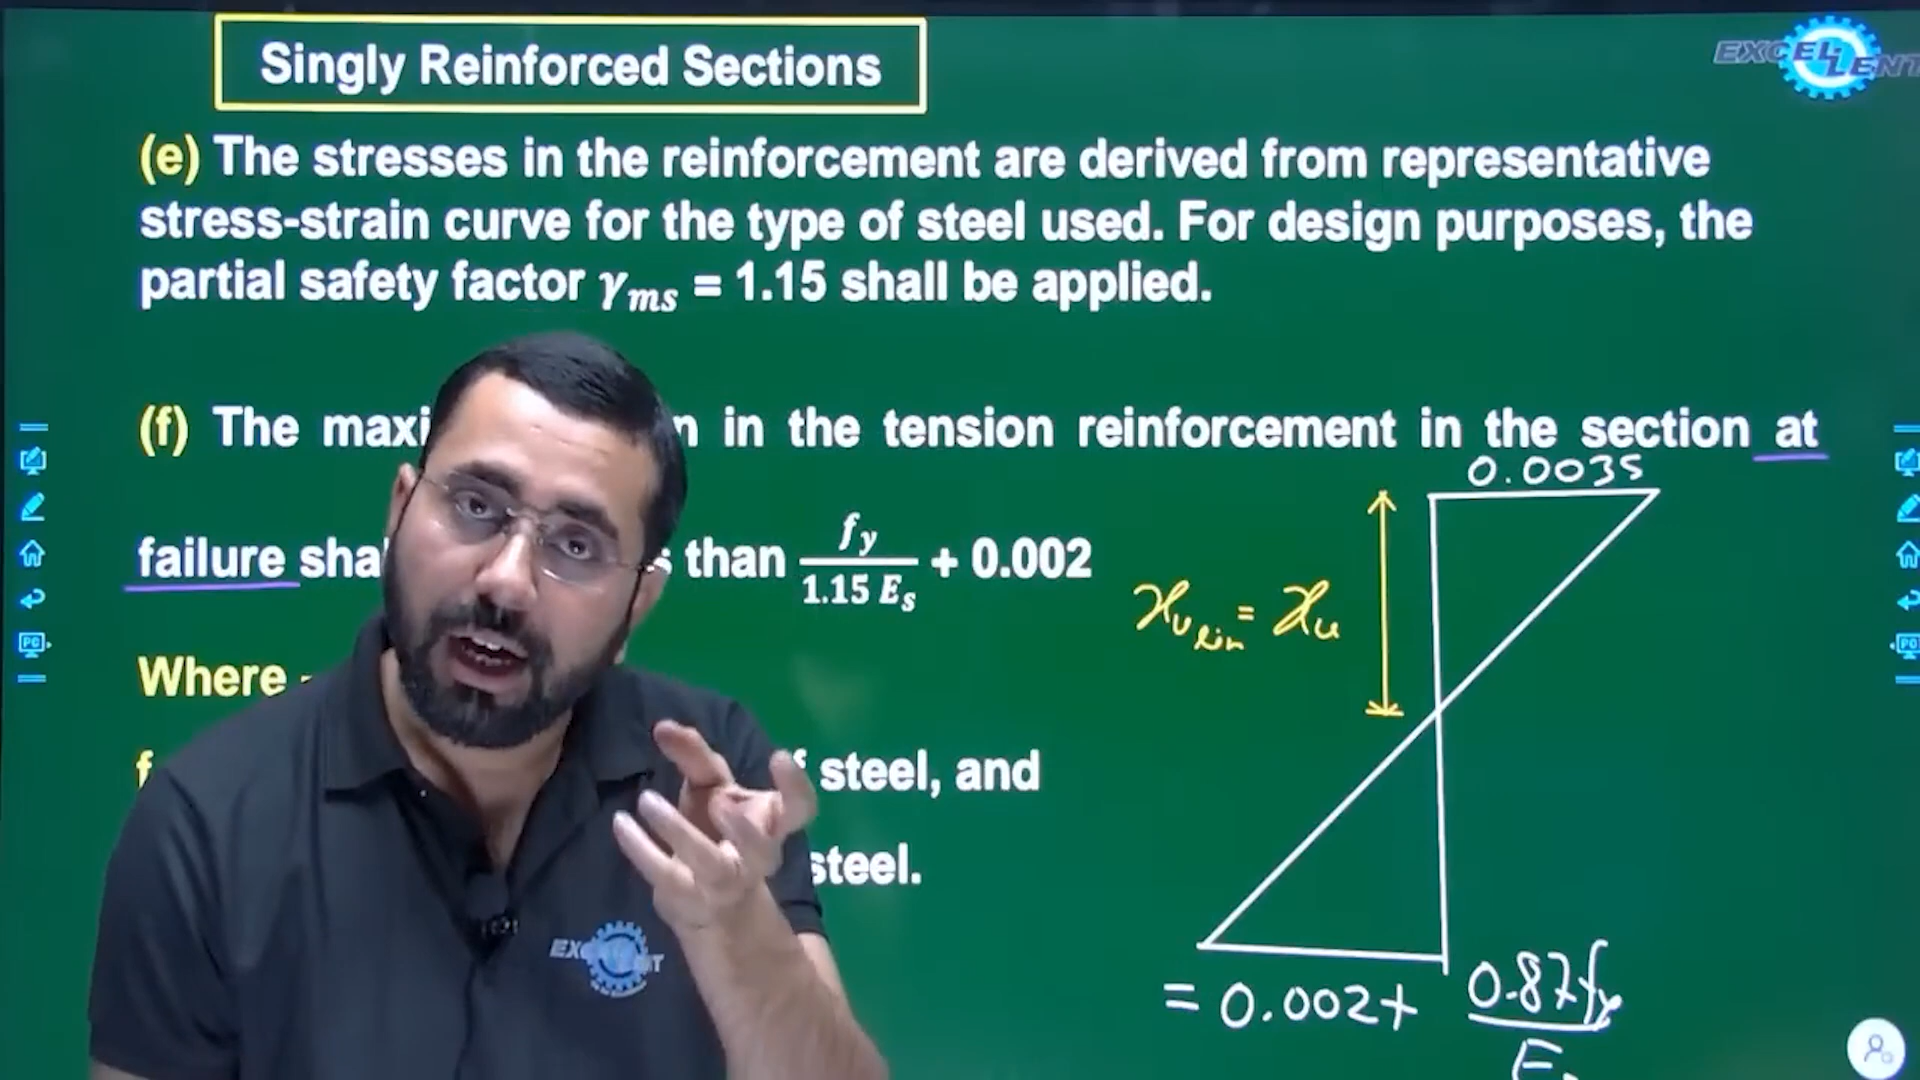 Singly Reinforced Sections
EXCELLENT
(e) The stresses in the reinforcement are derived from representative
stress-strain curve for the type of steel used. For design purposes, the
partial safety factor γms = 1.15 shall be applied.
(f) The in the tension reinforcement in the section at
failure than fy / 1.15 Es + 0.002
Where
steel, and
steel.
0.0035
xu lim = xu
= 0.002 + 0.87fy / E
PC